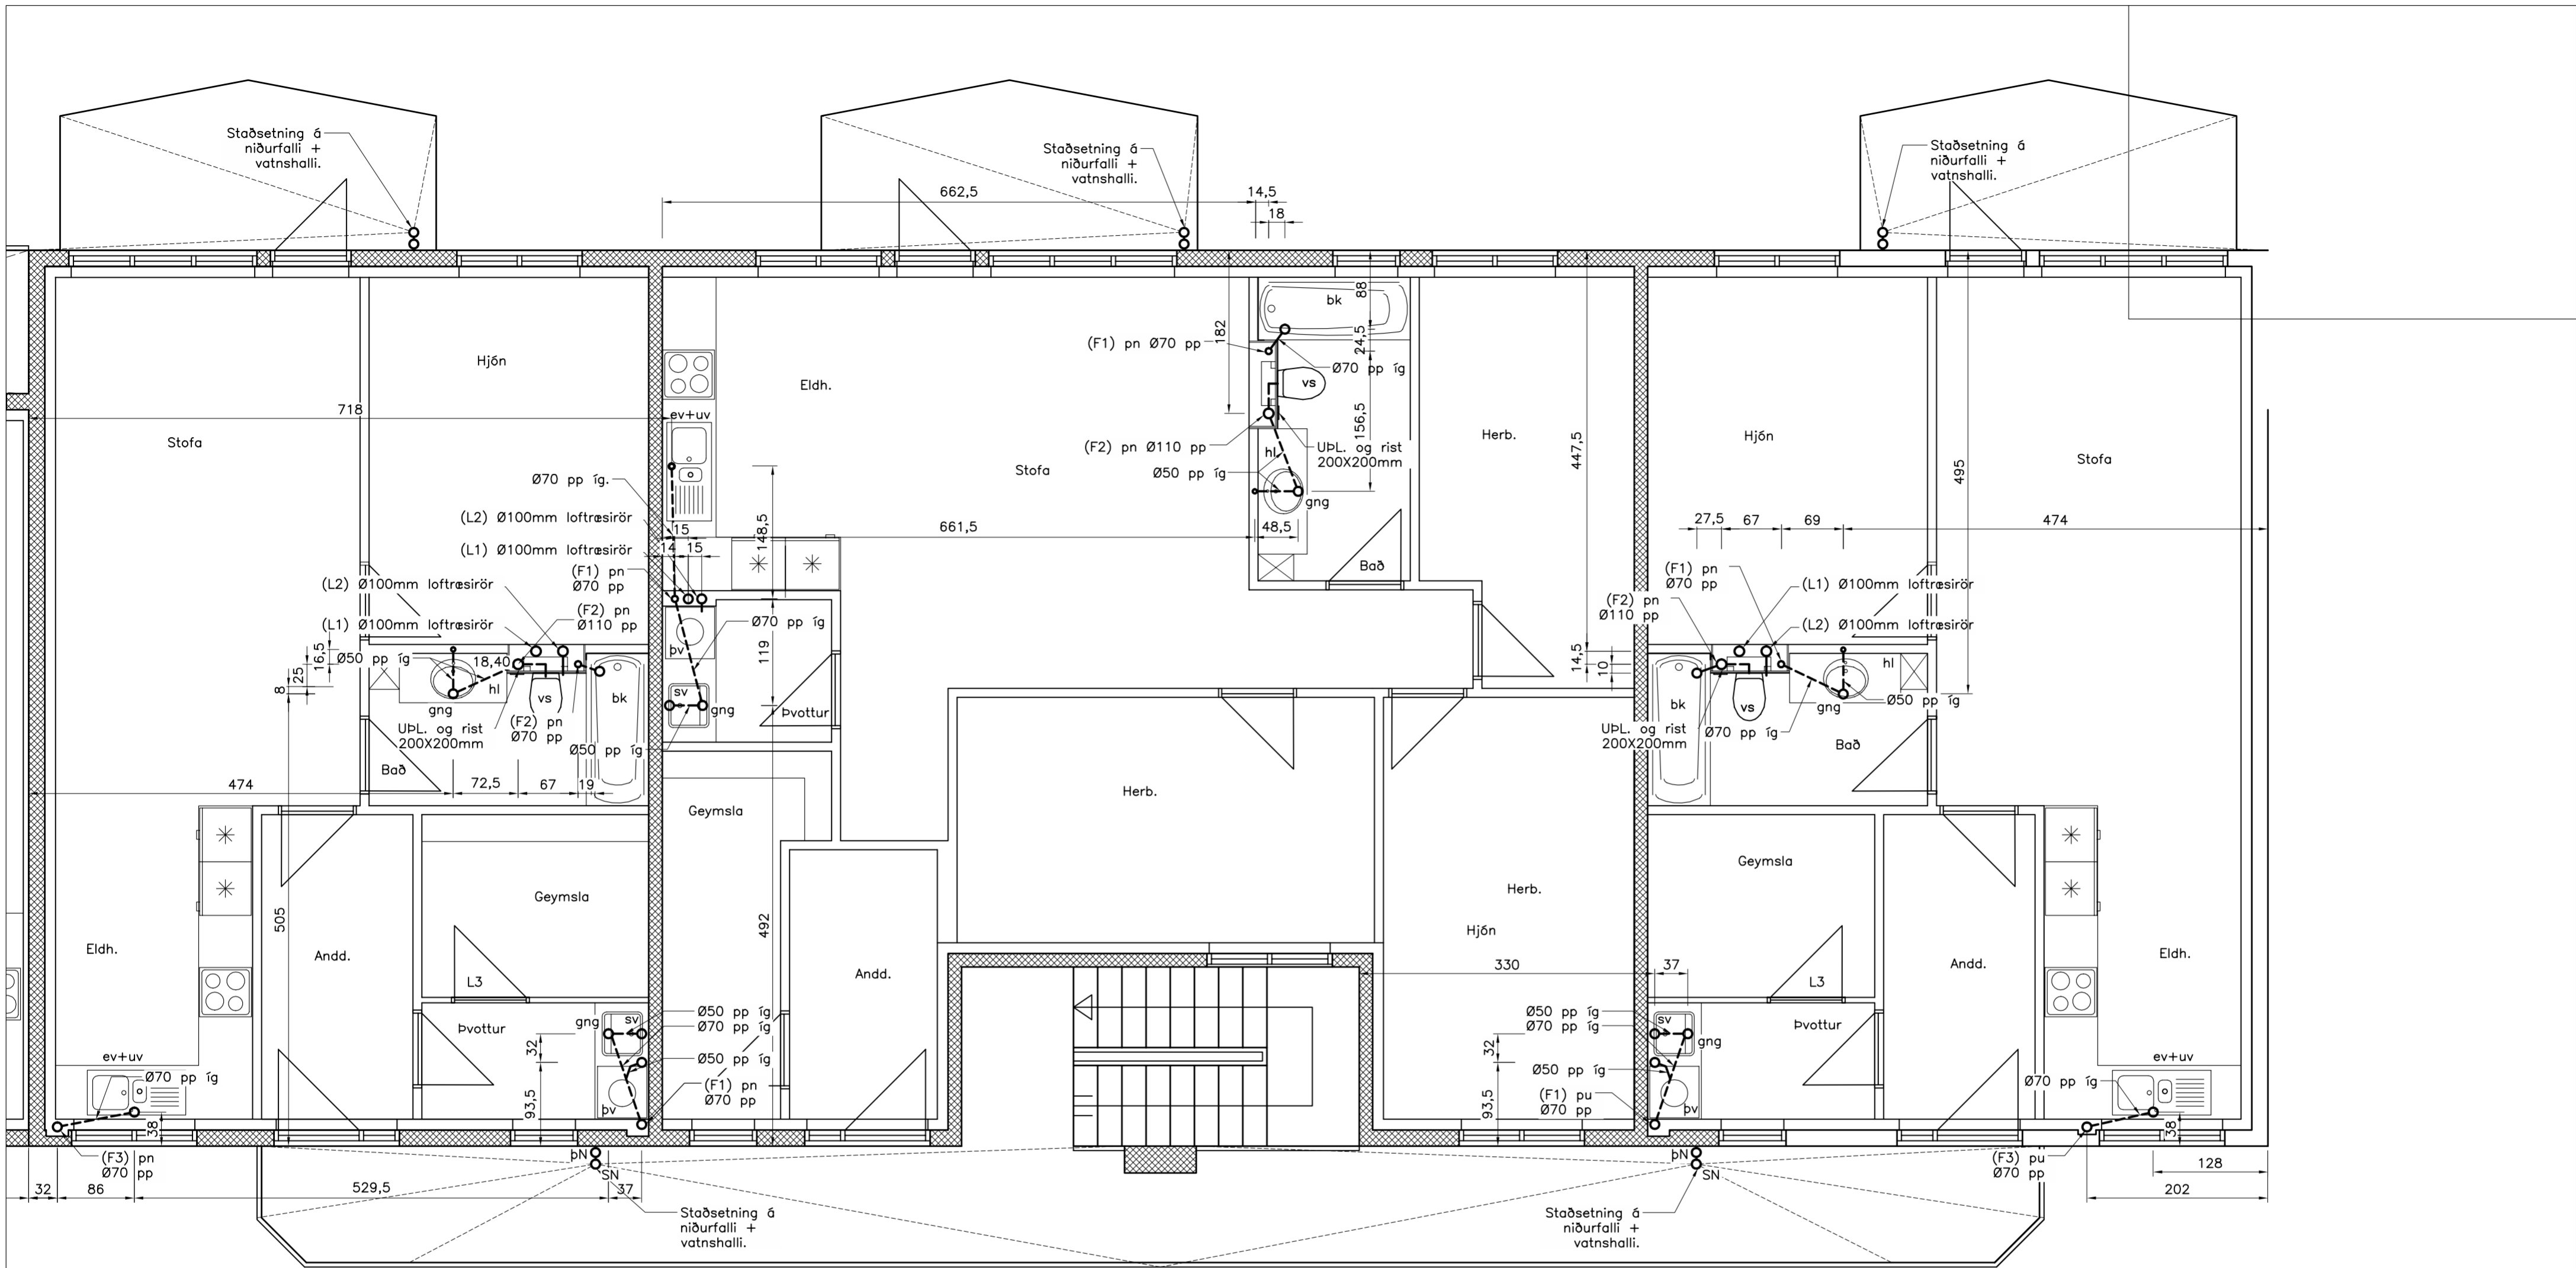 Staðsetning á
niðurfalli +
vatnshalli.
Staðsetning á
niðurfalli +
vatnshalli.
Staðsetning á
niðurfalli +
vatnshalli.
662,5
14,5
18
Hjón
718
Stofa
Eldh.
ev+uv
Stofa
182
88
24,5
156,5
bk
(F1) pn Ø70 pp
Ø70 pp íg
vs
(F2) pn Ø110 pp
UÞL. og rist
200X200mm
hl
Ø50 pp íg
gng
661,5
48,5
Bað
Herb.
447,5
14,5
10
Hjón
Stofa
495
27,5
67
69
474
Ø70 pp íg.
(L2) Ø100mm loftræsirör
(L1) Ø100mm loftræsirör
(F1) pn
Ø70 pp
15
14
15
148,5
(L2) Ø100mm loftræsirör
(F2) pn
Ø110 pp
(L1) Ø100mm loftræsirör
Ø50 pp íg
18,40
16,5
25
8
hl
gng
vs
bk
UÞL. og rist
200X200mm
(F2) pn
Ø70 pp
Bað
474
72,5
67
19
Ø70 pp íg
þv
119
sv
gng
Þvottur
Ø50 pp íg
(F1) pn
Ø70 pp
(L1) Ø100mm loftræsirör
(F2) pn
Ø110 pp
(L2) Ø100mm loftræsirör
hl
bk
vs
gng
Ø50 pp íg
UÞL. og rist
200X200mm
Ø70 pp íg
Bað
Geymsla
Herb.
Geymsla
Geymsla
Herb.
Hjón
505
492
Eldh.
Andd.
L3
Andd.
330
37
L3
Andd.
Eldh.
Þvottur
gng
sv
Ø50 pp íg
Ø70 pp íg
32
Ø50 pp íg
93,5
(F1) pn
Ø70 pp
þv
ev+uv
Ø70 pp íg
38
Ø50 pp íg
Ø70 pp íg
sv
gng
Þvottur
32
Ø50 pp íg
93,5
(F1) pu
Ø70 pp
þv
ev+uv
Ø70 pp íg
38
(F3) pn
Ø70 pp
32
86
529,5
37
þN
SN
Staðsetning á
niðurfalli +
vatnshalli.
þN
SN
Staðsetning á
niðurfalli +
vatnshalli.
(F3) pu
Ø70 pp
128
202